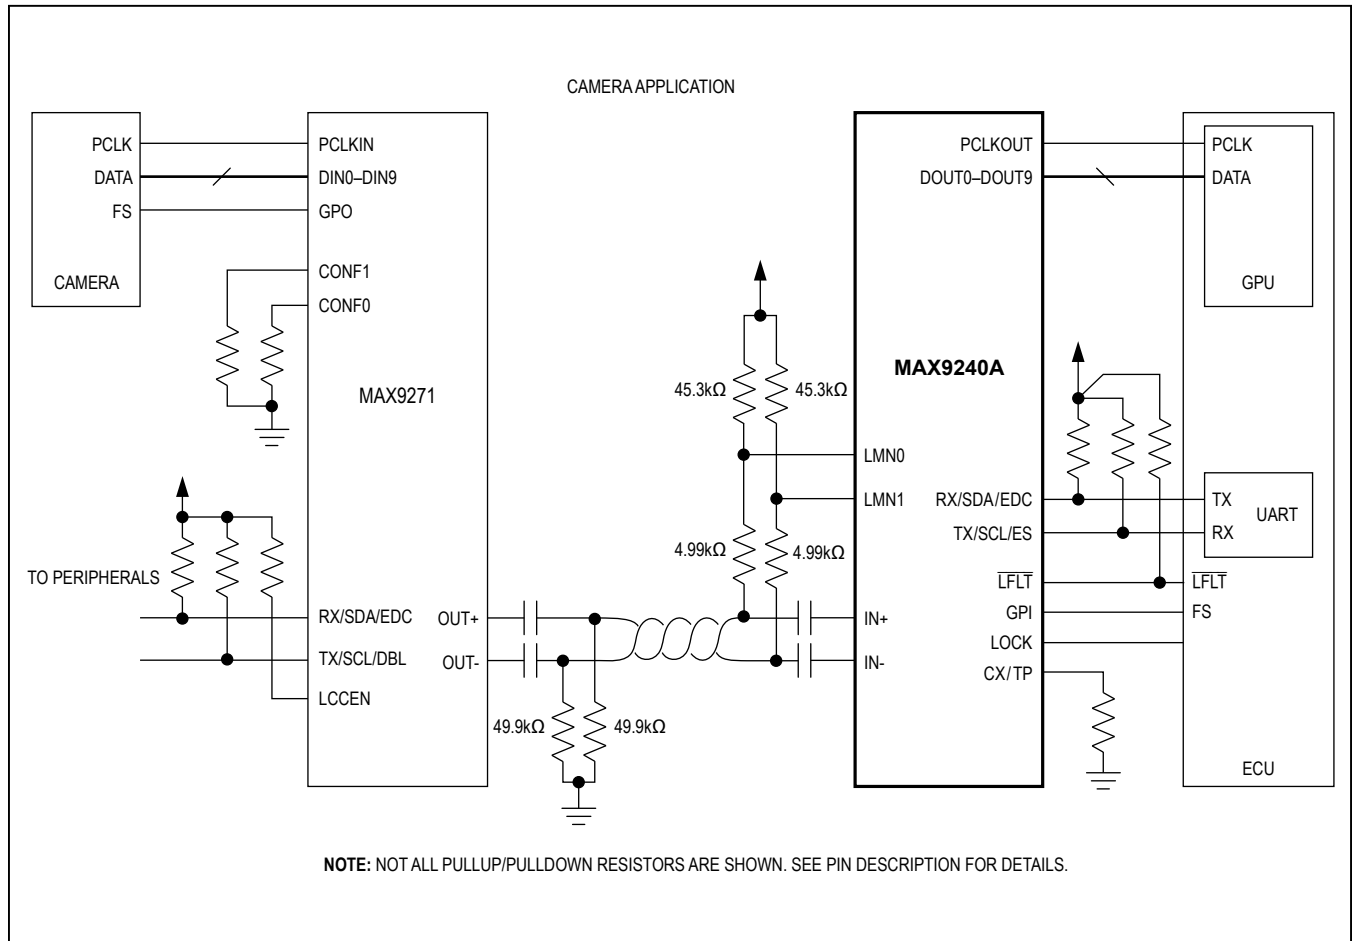 CAMERA APPLICATION
PCLK
DATA
FS
CAMERA
PCLKIN
DIN0–DIN9
GPO
CONF1
CONF0
MAX9271
TO PERIPHERALS
RX/SDA/EDC
TX/SCL/DBL
LCCEN
OUT+
OUT-
49.9kΩ
49.9kΩ
45.3kΩ
45.3kΩ
4.99kΩ
4.99kΩ
PCLKOUT
DOUT0–DOUT9
MAX9240A
LMN0
LMN1
IN+
IN-
RX/SDA/EDC
TX/SCL/ES
LFLT
GPI
LOCK
CX/TP
PCLK
DATA
GPU
TX
RX
UART
LFLT
FS
ECU
NOTE: NOT ALL PULLUP/PULLDOWN RESISTORS ARE SHOWN. SEE PIN DESCRIPTION FOR DETAILS.